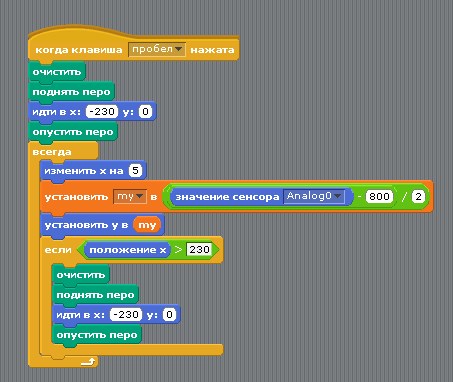 когда клавиша пробел нажата
очистить
поднять перо
идти в x: -230 y: 0
опустить перо
всегда
изменить x на 5
установить my в значение сенсора Analog0 - 800 / 2
установить y в my
если положение x > 230
очистить
поднять перо
идти в x: -230 y: 0
опустить перо